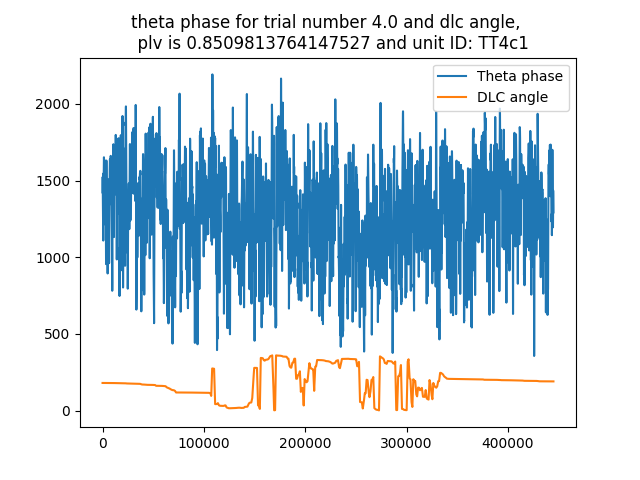 theta phase for trial number 4.0 and dlc angle,
plv is 0.8509813764147527 and unit ID: TT4c1
Theta phase
DLC angle
2000
1500
1000
500
0
0 100000 200000 300000 400000